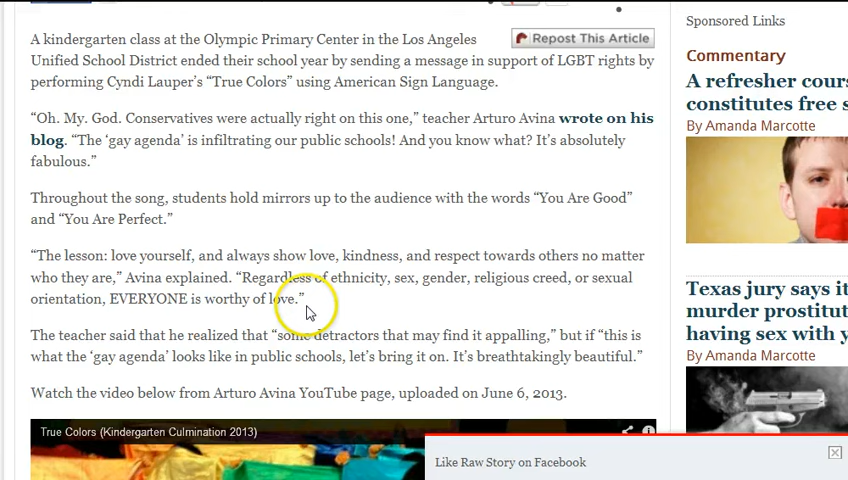 A kindergarten class at the Olympic Primary Center in the Los Angeles
Unified School District ended their school year by sending a message in support of LGBT rights by
performing Cyndi Lauper’s “True Colors” using American Sign Language.
Repost This Article
“Oh. My. God. Conservatives were actually right on this one,” teacher Arturo Avina wrote on his
blog. “The ‘gay agenda’ is infiltrating our public schools! And you know what? It’s absolutely
fabulous.”
Throughout the song, students hold mirrors up to the audience with the words “You Are Good”
and “You Are Perfect.”
“The lesson: love yourself, and always show love, kindness, and respect towards others no matter
who they are,” Avina explained. “Regardless of ethnicity, sex, gender, religious creed, or sexual
orientation, EVERYONE is worthy of love.”
The teacher said that he realized that “some detractors that may find it appalling,” but if “this is
what the ‘gay agenda’ looks like in public schools, let’s bring it on. It’s breathtakingly beautiful.”
Watch the video below from Arturo Avina YouTube page, uploaded on June 6, 2013.
True Colors (Kindergarten Culmination 2013)
Sponsored Links
Commentary
A refresher cours
constitutes free s
By Amanda Marcotte
Texas jury says it
murder prostitut
having sex with y
By Amanda Marcotte
Like Raw Story on Facebook